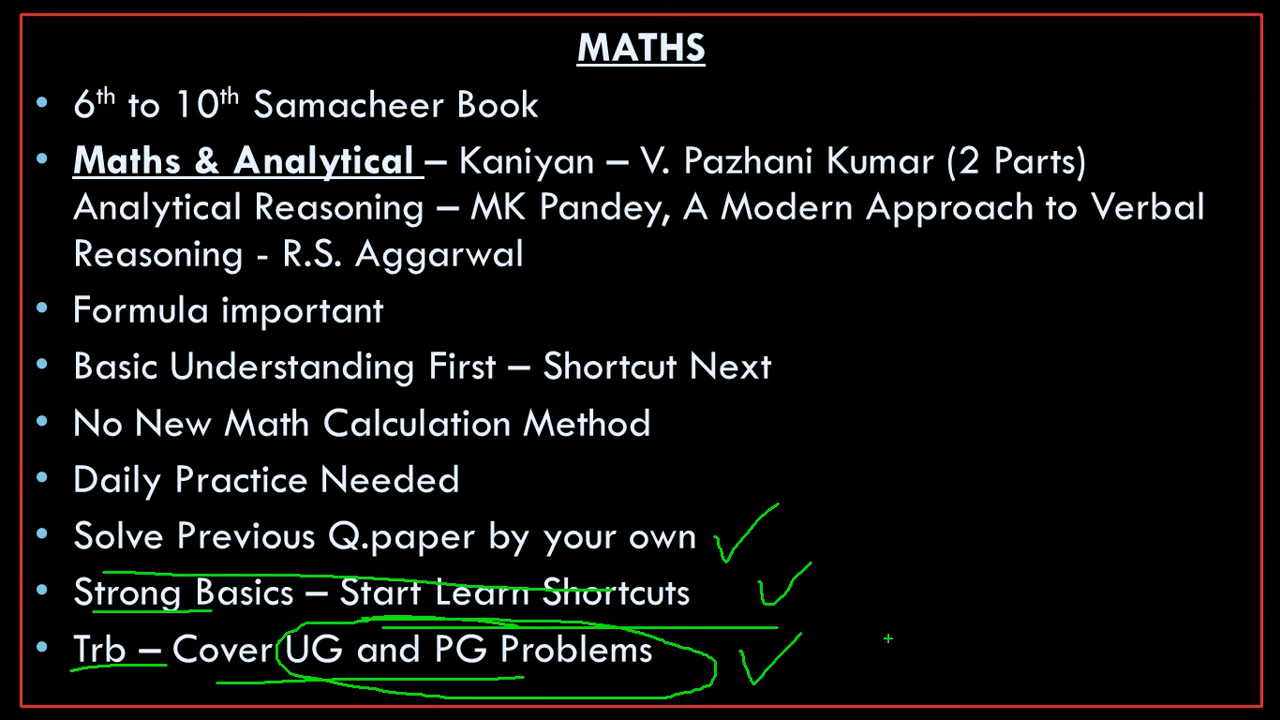 MATHS
• 6th to 10th Samacheer Book
• Maths & Analytical – Kaniyan – V. Pazhani Kumar (2 Parts)
Analytical Reasoning – MK Pandey, A Modern Approach to Verbal
Reasoning - R.S. Aggarwal
• Formula important
• Basic Understanding First – Shortcut Next
• No New Math Calculation Method
• Daily Practice Needed
• Solve Previous Q.paper by your own
• Strong Basics – Start Learn Shortcuts
• Trb – Cover UG and PG Problems